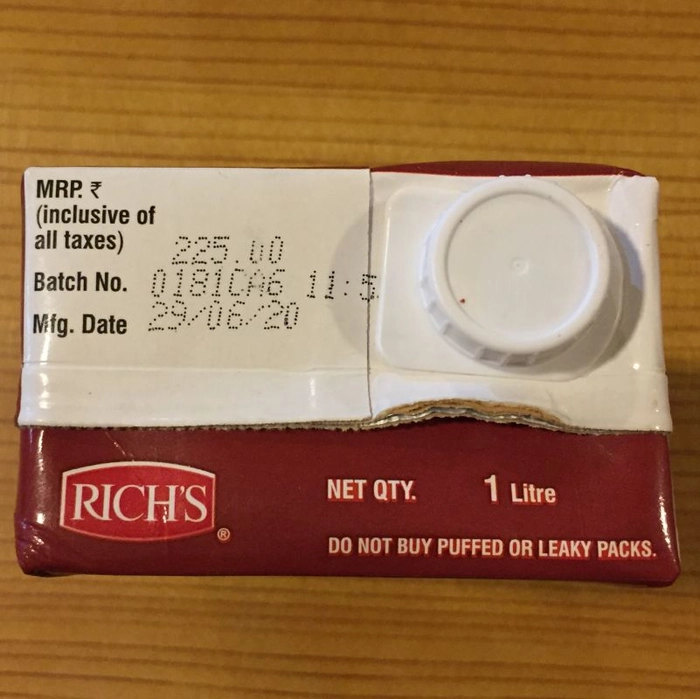 MRP. ₹
(inclusive of
all taxes) 225.00
Batch No. 0181CA6 11:5
Mfg. Date 29/06/20
RICH'S®
NET QTY. 1 Litre
DO NOT BUY PUFFED OR LEAKY PACKS.